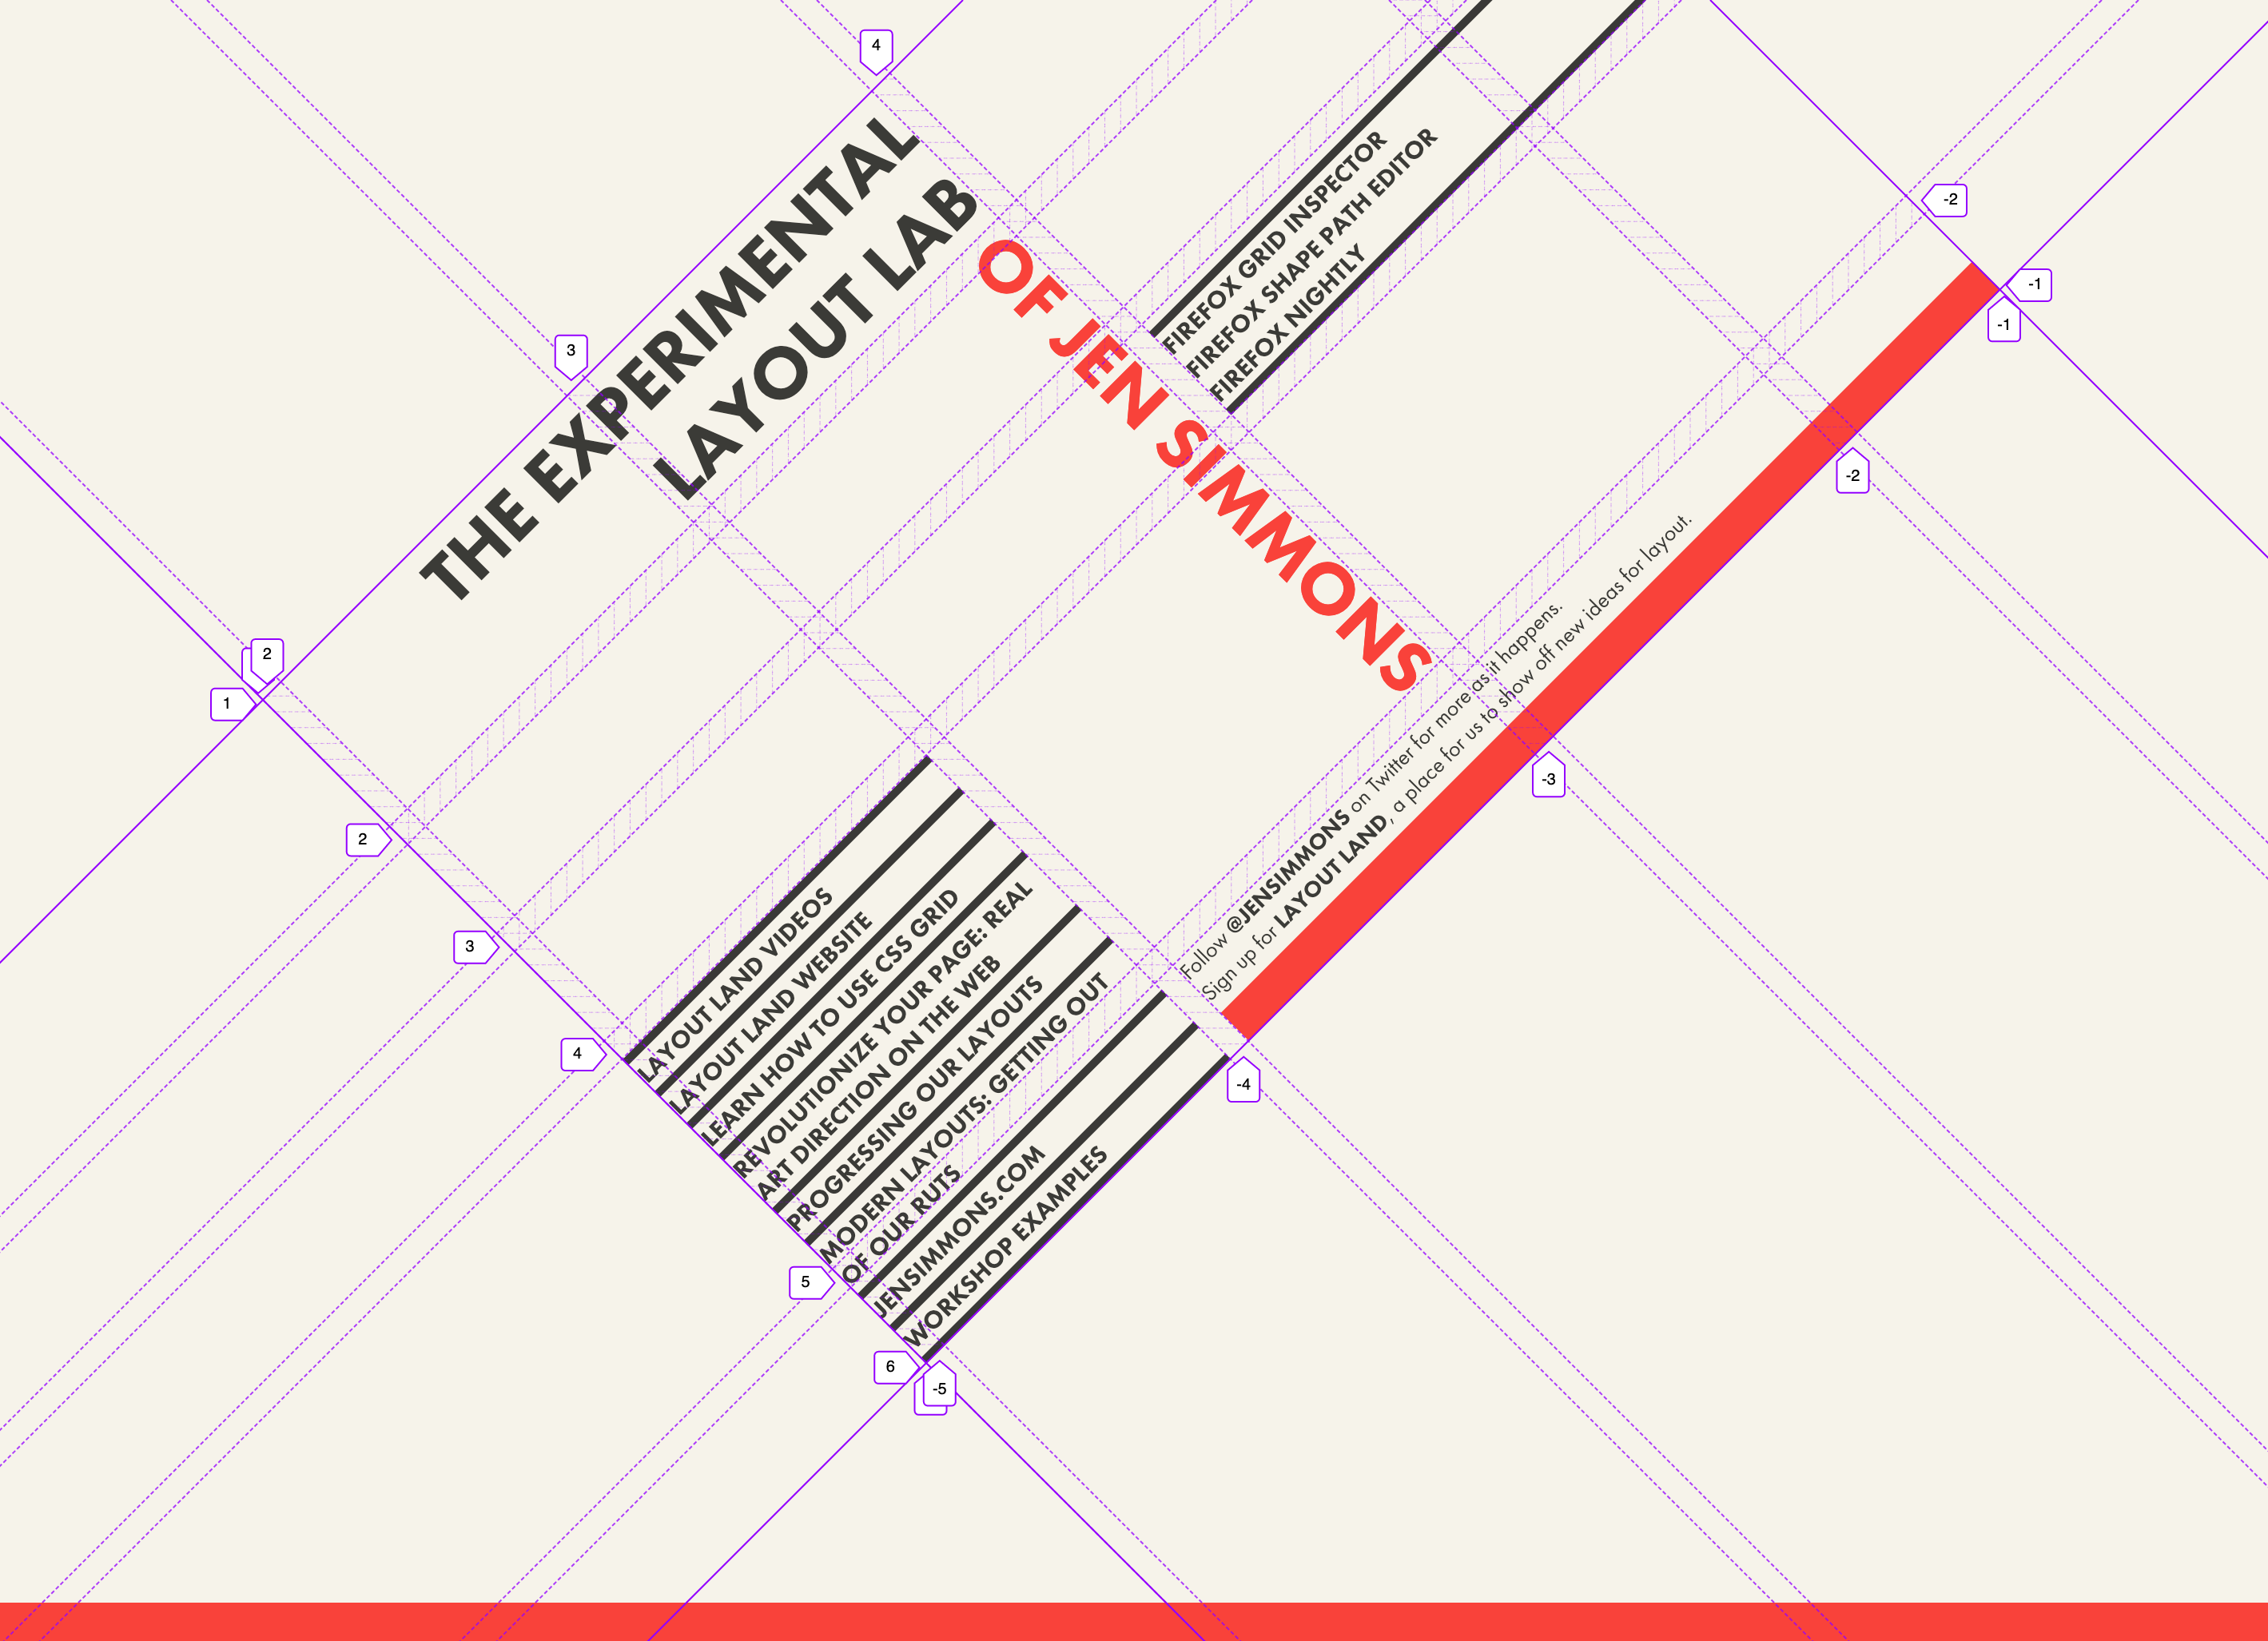 THE EXPERIMENTAL
LAYOUT LAB
OF JEN SIMMONS
FIREFOX GRID INSPECTOR
FIREFOX SHAPE PATH EDITOR
FIREFOX NIGHTLY
LAYOUT LAND VIDEOS
LAYOUT LAND WEBSITE
LEARN HOW TO USE CSS GRID
REVOLUTIONIZE YOUR PAGE: REAL
ART DIRECTION ON THE WEB
PROGRESSING OUR LAYOUTS
MODERN LAYOUTS: GETTING OUT
OF OUR RUTS
JENSIMMONS.COM
WORKSHOP EXAMPLES
Follow @JENSIMMONS on Twitter for more as it happens.
Sign up for LAYOUT LAND, a place for us to show off new ideas for layout.
4
3
2
1
2
3
4
5
6
-5
-4
-3
-2
-1
-1
-2